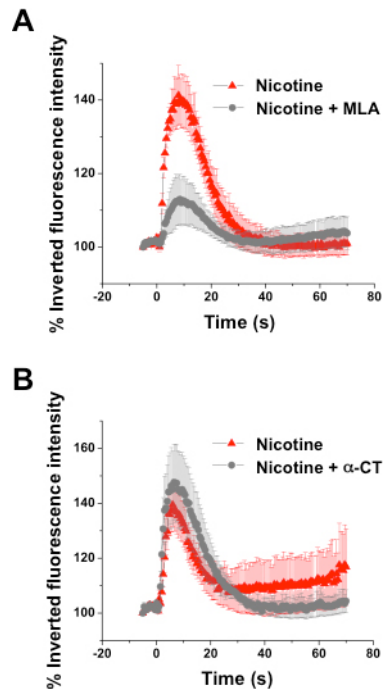 A
% Inverted fluorescence intensity
Nicotine
Nicotine + MLA
140
120
100
-20 0 20 40 60 80
Time (s)
B
% Inverted fluorescence intensity
Nicotine
Nicotine + α-CT
160
140
120
100
-20 0 20 40 60 80
Time (s)